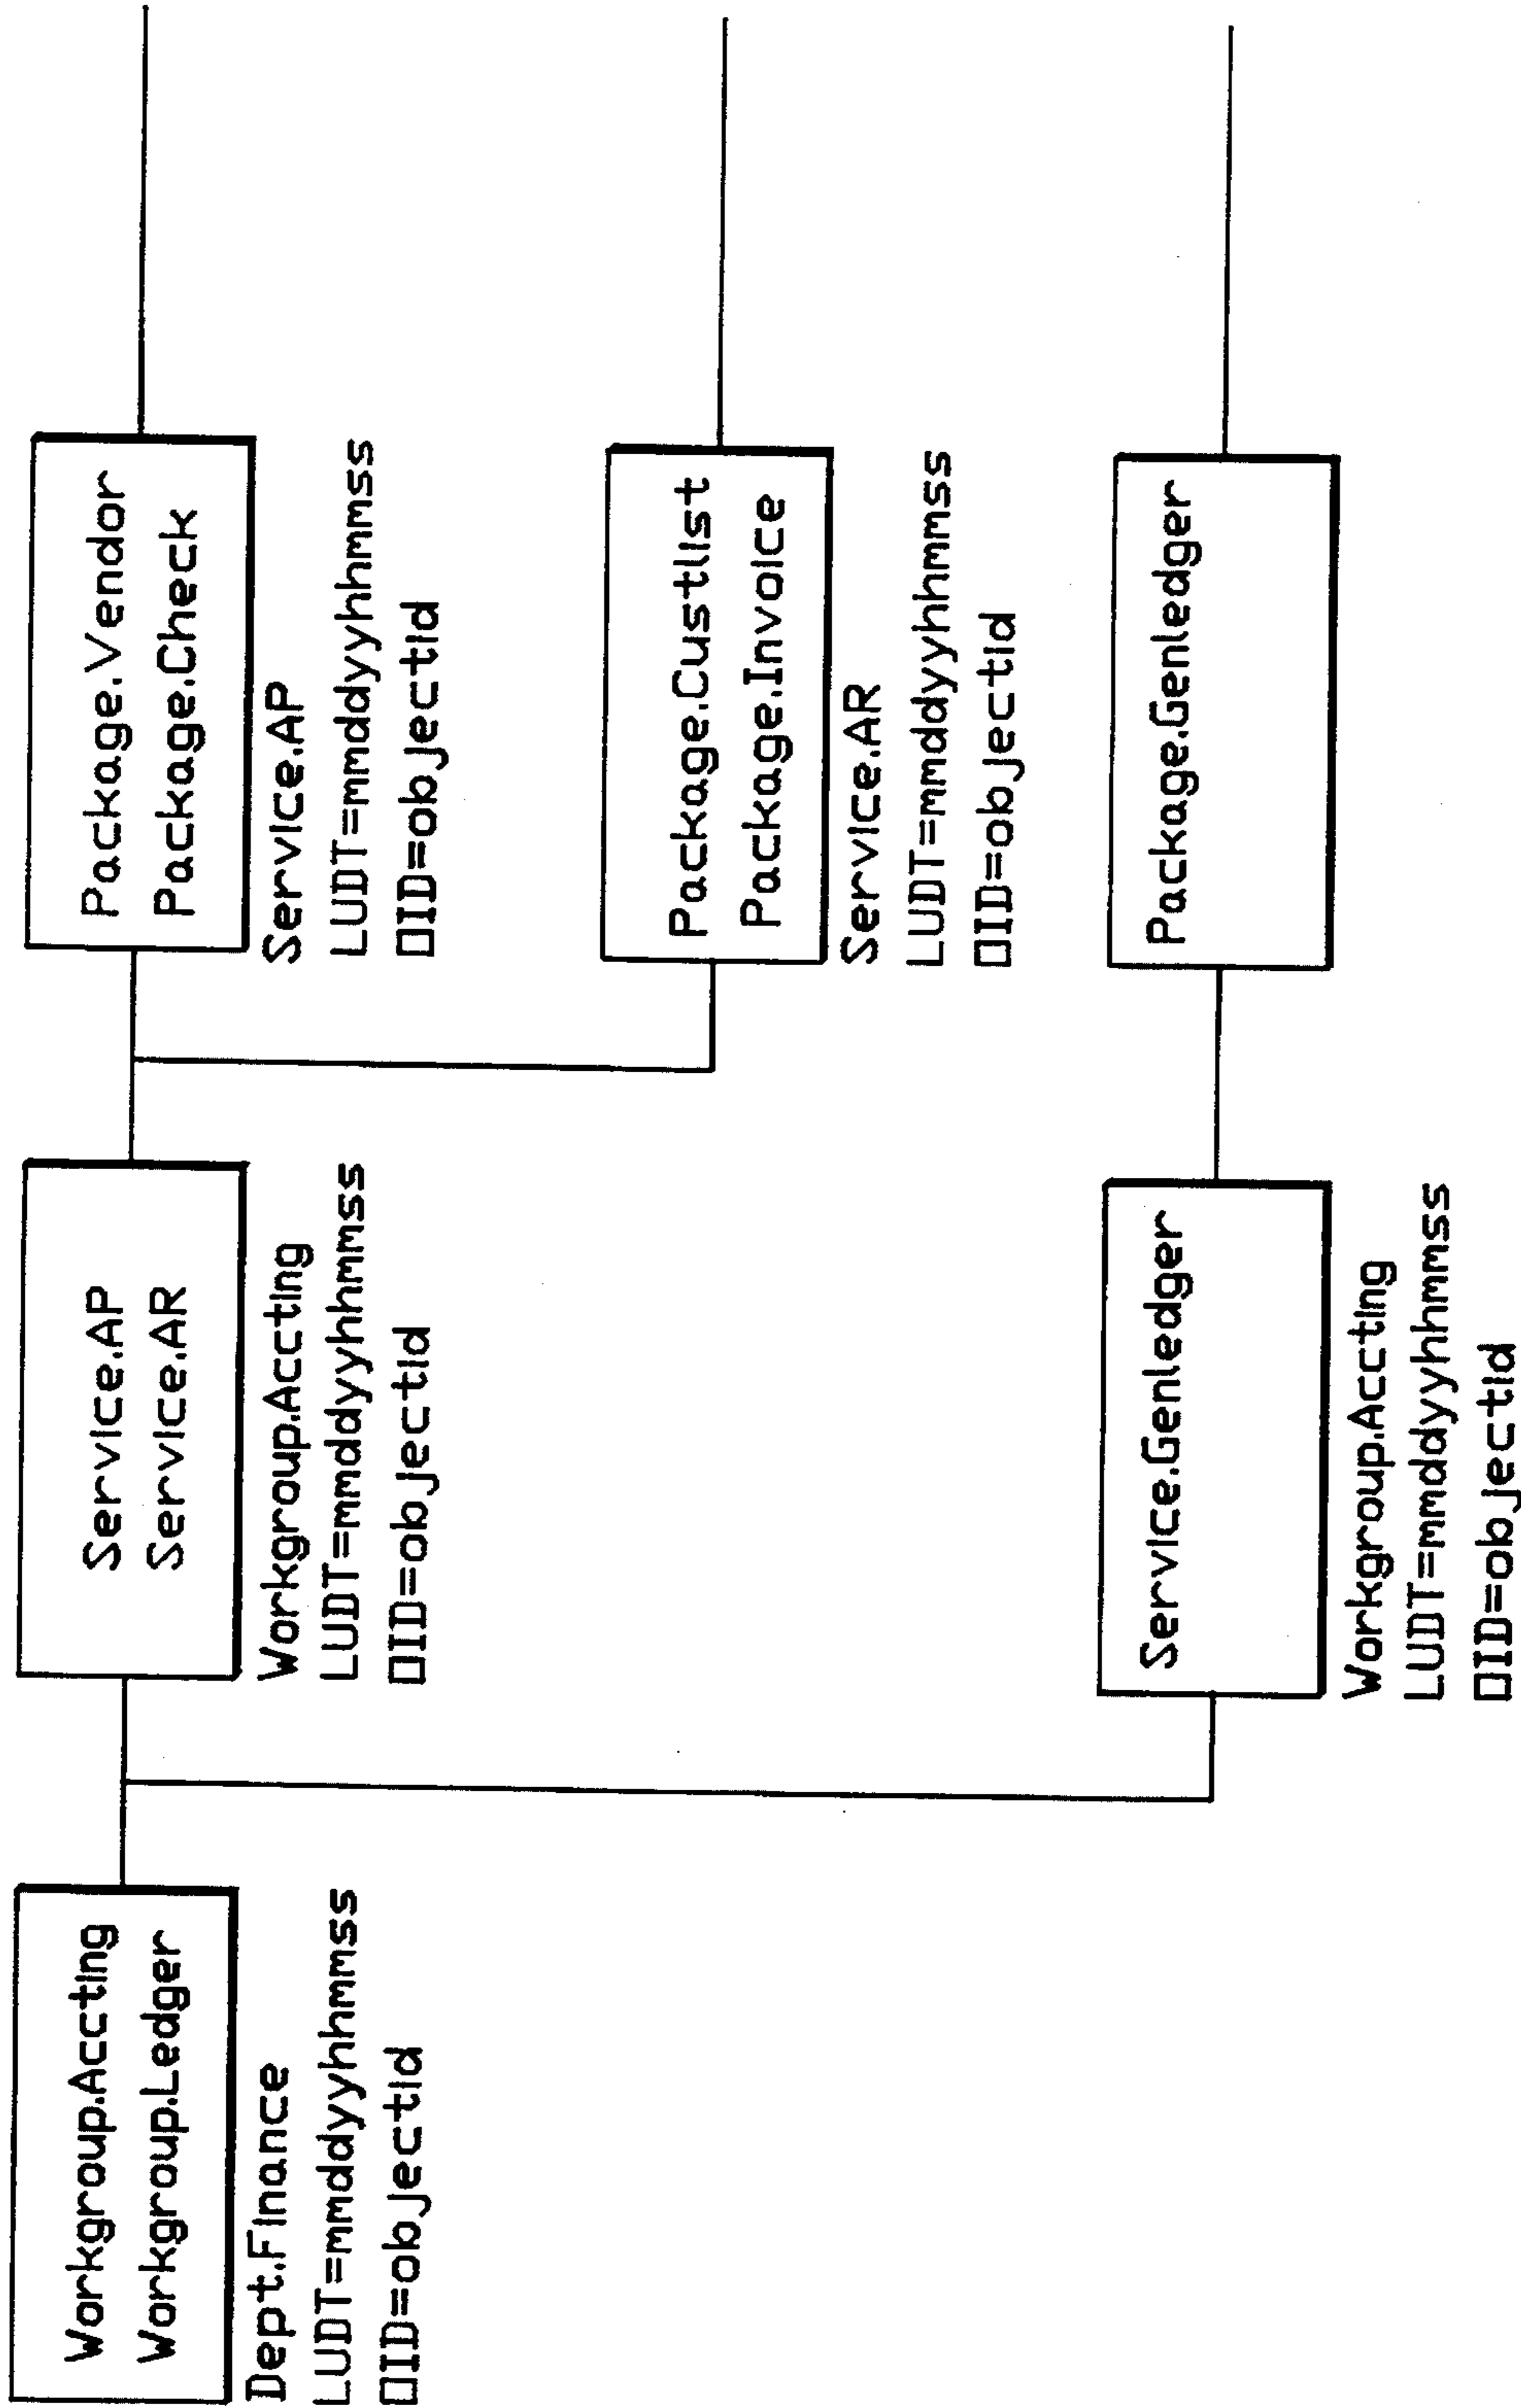 Workgroup.Accting
Workgroup.Ledger
Dept.Finance
LUDT=mmddyyhhmmss
OID=objectid
Service.AP
Service.AR
Workgroup.Accting
LUDT=mmddyyhhmmss
OID=objectid
Package.Vendor
Package.Check
Service.AP
LUDT=mmddyyhhmmss
OID=objectid
Package.Custlist
Package.Invoice
Service.AR
LUDT=mmddyyhhmmss
OID=objectid
Service.Genledger
Workgroup.Accting
LUDT=mmddyyhhmmss
OID=objectid
Package.Genledger